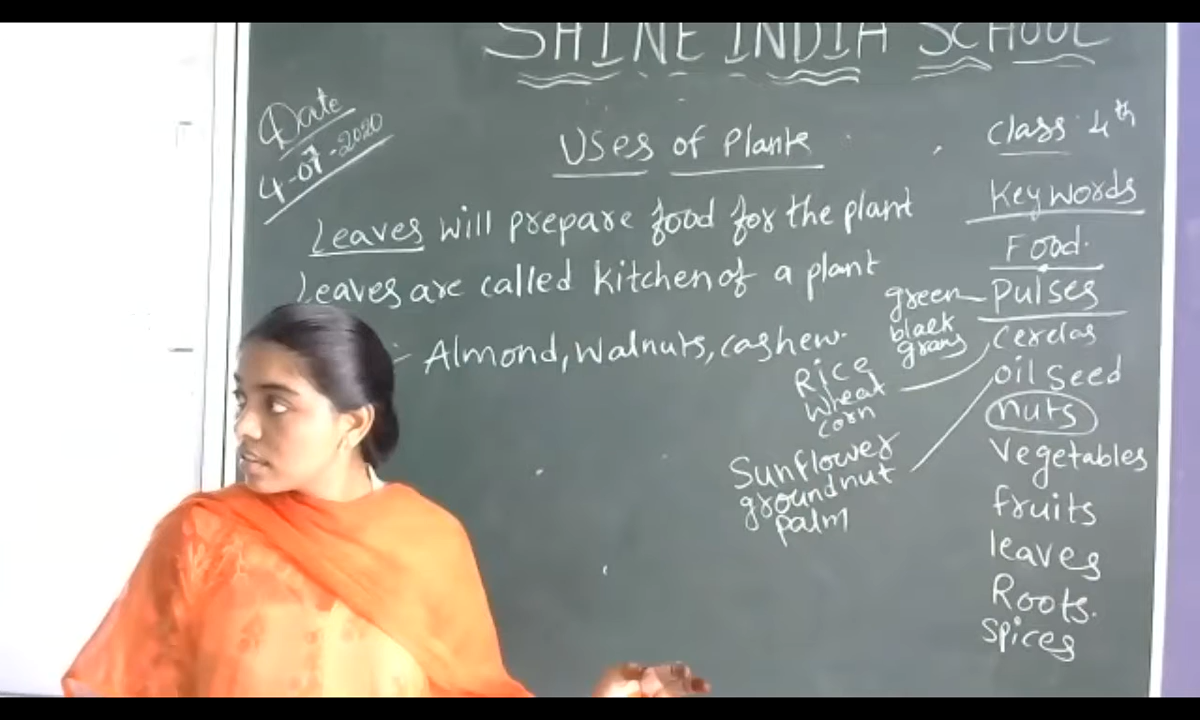 SHINE INDIA SCHOOL
Date
4-07-2020
Uses of Plants
Class 4th
Leaves will prepare food for the plant
Leaves are called kitchen of a plant
- Almond, Walnuts, cashew.
Key words
Food.
green
black
grams
pulses
Rice
Wheat
corn
cerelas
Sunflower
groundnut
palm
oil seed
nuts
Vegetables
fruits
leaves
Roots.
Spices